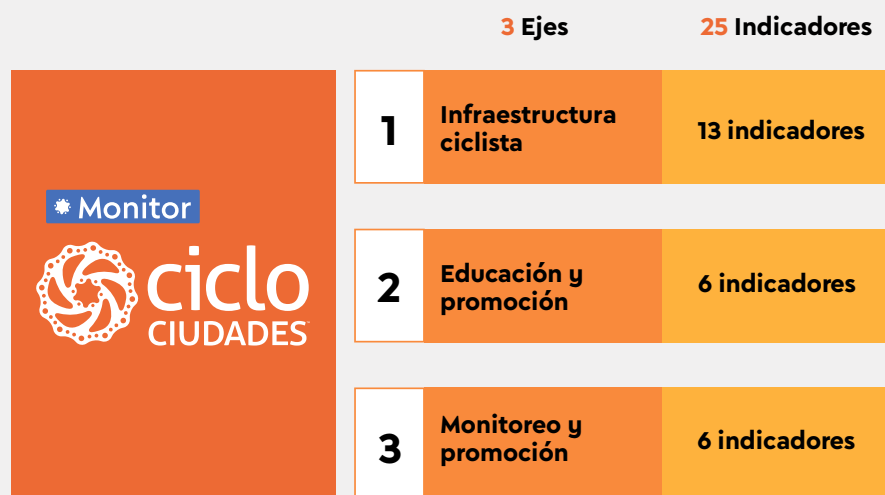 3 Ejes
25 Indicadores
Monitor
ciclo
CIUDADES
1
Infraestructura
ciclista
13 indicadores
2
Educación y
promoción
6 indicadores
3
Monitoreo y
promoción
6 indicadores